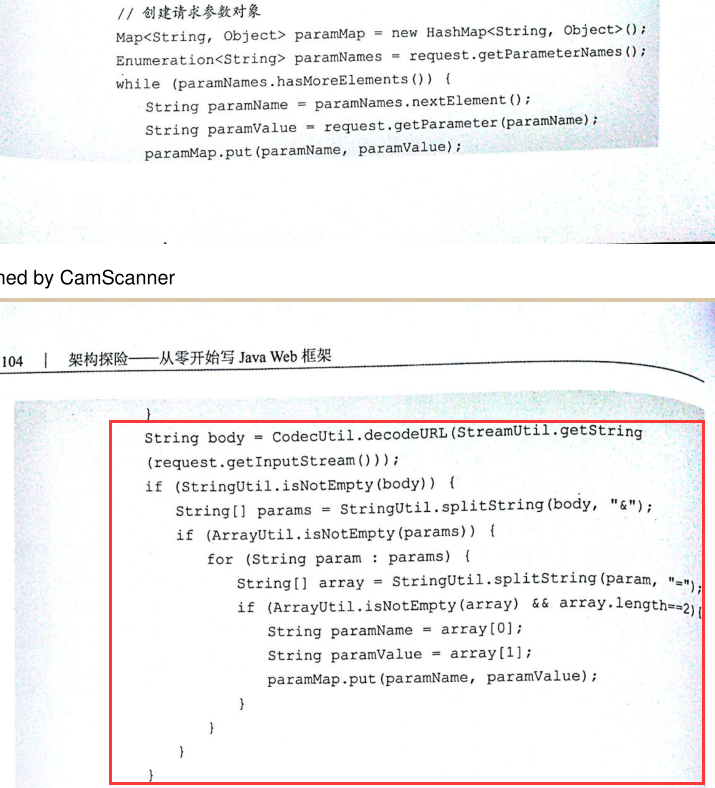 // 创建请求参数对象
Map<String, Object> paramMap = new HashMap<String, Object>();
Enumeration<String> paramNames = request.getParameterNames();
while (paramNames.hasMoreElements()) {
String paramName = paramNames.nextElement();
String paramValue = request.getParameter(paramName);
paramMap.put(paramName, paramValue);
by CamScanner
104 | 架构探险——从零开始写 Java Web 框架
}
String body = CodecUtil.decodeURL(StreamUtil.getString
(request.getInputStream()));
if (StringUtil.isNotEmpty(body)) {
String[] params = StringUtil.splitString(body, "&");
if (ArrayUtil.isNotEmpty(params)) {
for (String param : params) {
String[] array = StringUtil.splitString(param, "=");
if (ArrayUtil.isNotEmpty(array) && array.length==2){
String paramName = array[0];
String paramValue = array[1];
paramMap.put(paramName, paramValue);
}
}
}
}